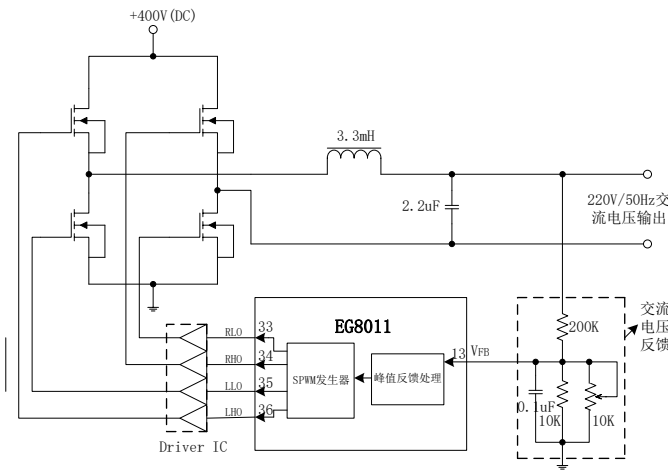 +400V(DC)
3.3mH
2.2uF
220V/50Hz交
流电压输出
交流
电压
反馈
200K
EG8011
RLO
33
RHO
34
LLO
35
LHO
36
SPWM发生器
峰值反馈处理
13
VFB
0.1uF
10K
10K
Driver IC